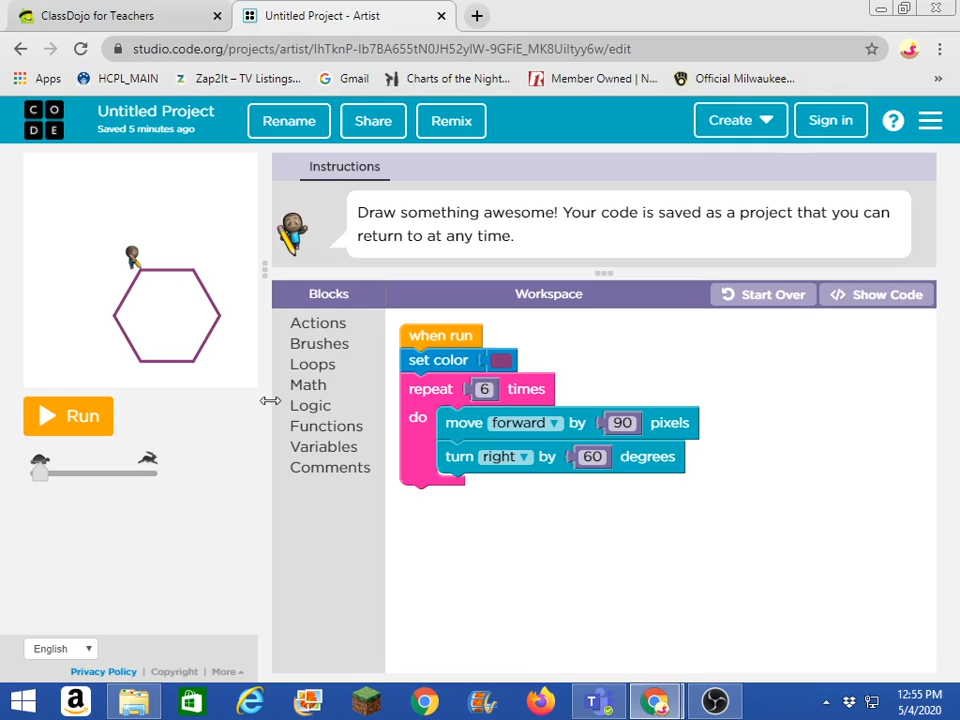 ClassDojo for Teachers
Untitled Project - Artist
studio.code.org/projects/artist/IhTknP-Ib7BA655tN0JH52yIW-9GFiE_MK8UiItyy6w/edit
Apps
HCPL_MAIN
Zap2It – TV Listings...
Gmail
Charts of the Night...
Member Owned | N...
Official Milwaukee...
»
C O
D E
Untitled Project
Saved 5 minutes ago
Rename
Share
Remix
Create
Sign in
?
Instructions
Draw something awesome! Your code is saved as a project that you can
return to at any time.
Blocks
Workspace
Start Over
</> Show Code
Actions
Brushes
Loops
Math
Logic
Functions
Variables
Comments
when run
set color
repeat 6 times
do
move forward by 90 pixels
turn right by 60 degrees
Run
English
Privacy Policy | Copyright | More
12:55 PM
5/4/2020